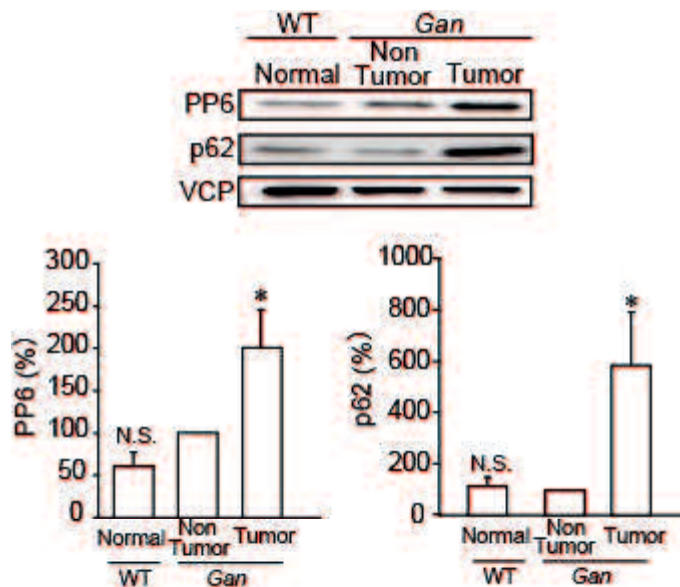 WT Gan
Normal Non Tumor Tumor
PP6
p62
VCP
300
250
200
150
100
50
0
PP6 (%)
N.S.
*
Normal Non Tumor Tumor
WT Gan
1000
800
600
400
200
0
p62 (%)
N.S.
*
Normal Non Tumor Tumor
WT Gan